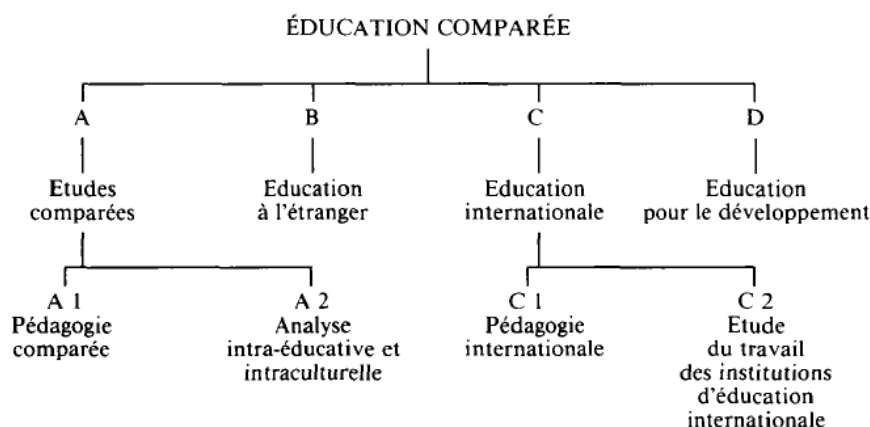 ÉDUCATION COMPARÉE
A B C D
Etudes comparées
Education à l'étranger
Education internationale
Education pour le développement
A 1
Pédagogie
comparée
A 2
Analyse
intra-éducative et
intraculturelle
C 1
Pédagogie
internationale
C 2
Etude
du travail
des institutions
d'éducation
internationale